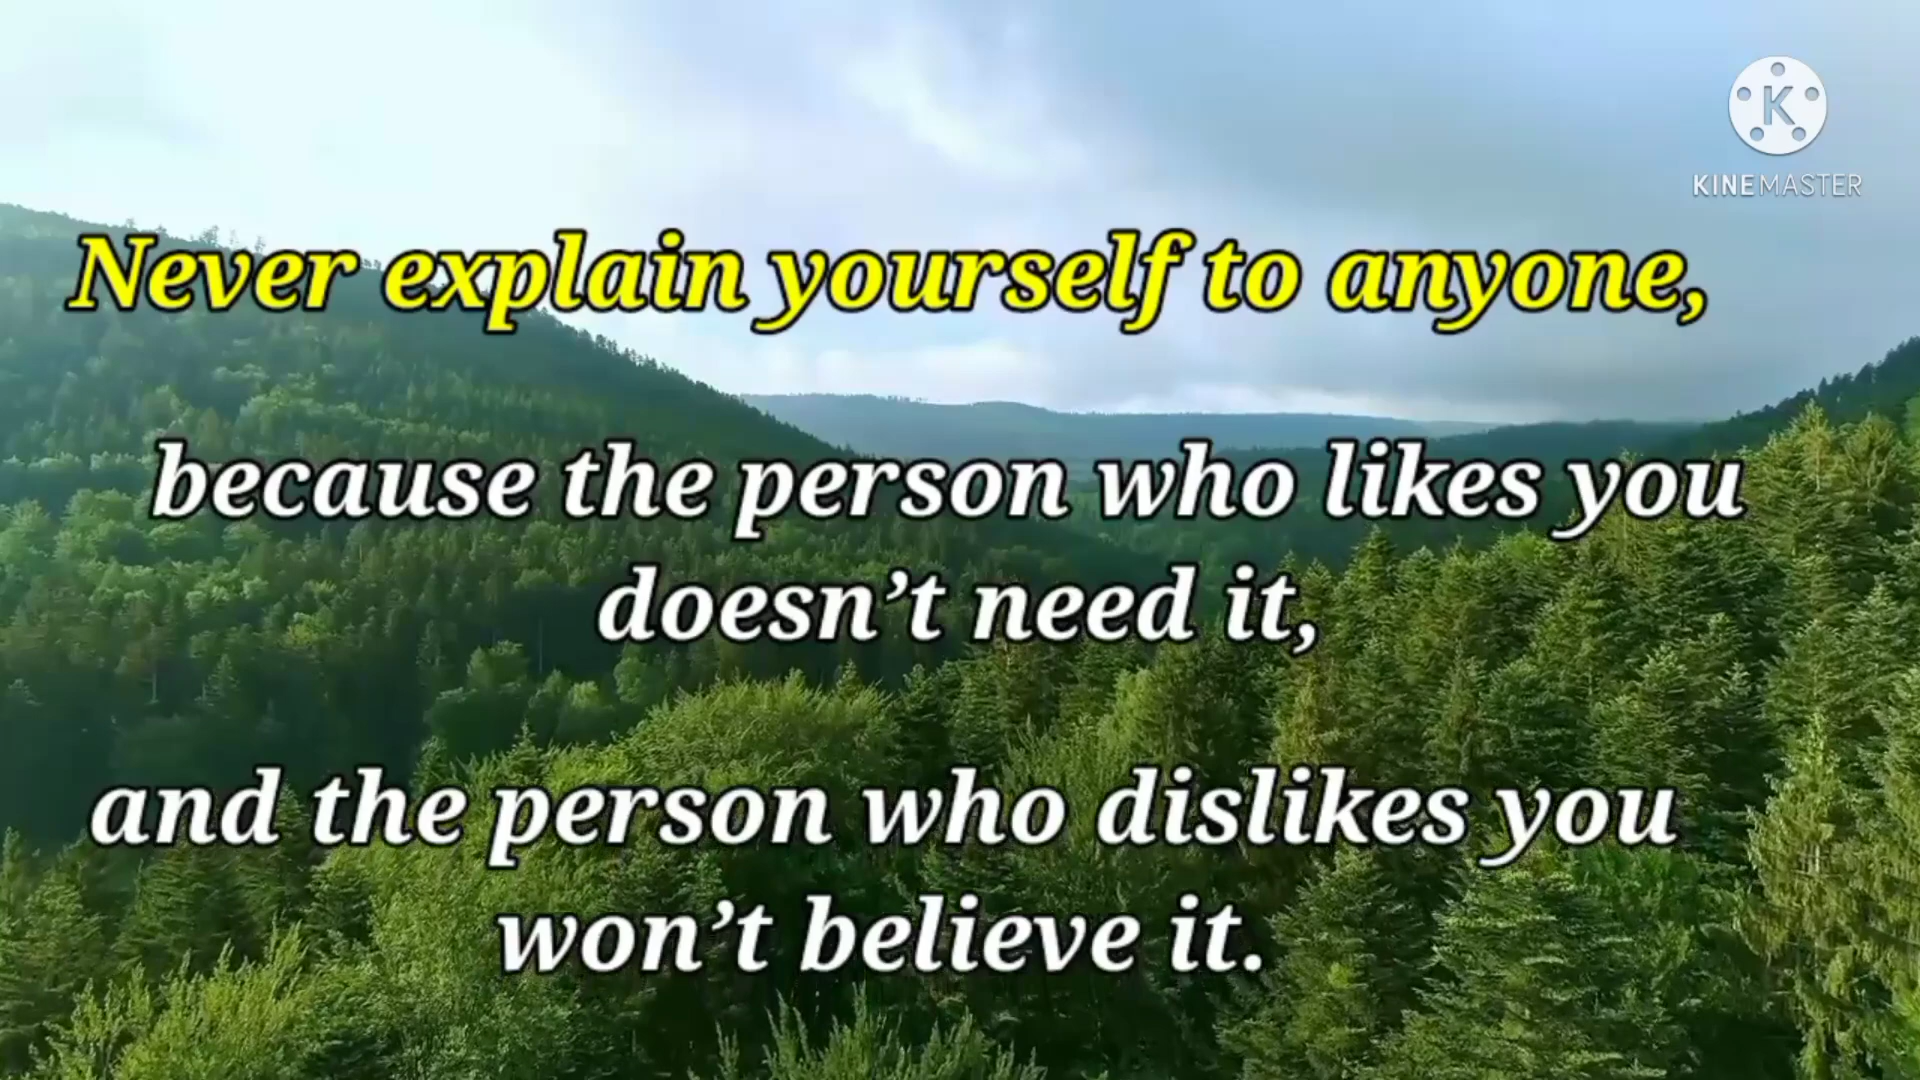 K
KINEMASTER
Never explain yourself to anyone,
because the person who likes you
doesn’t need it,
and the person who dislikes you
won’t believe it.